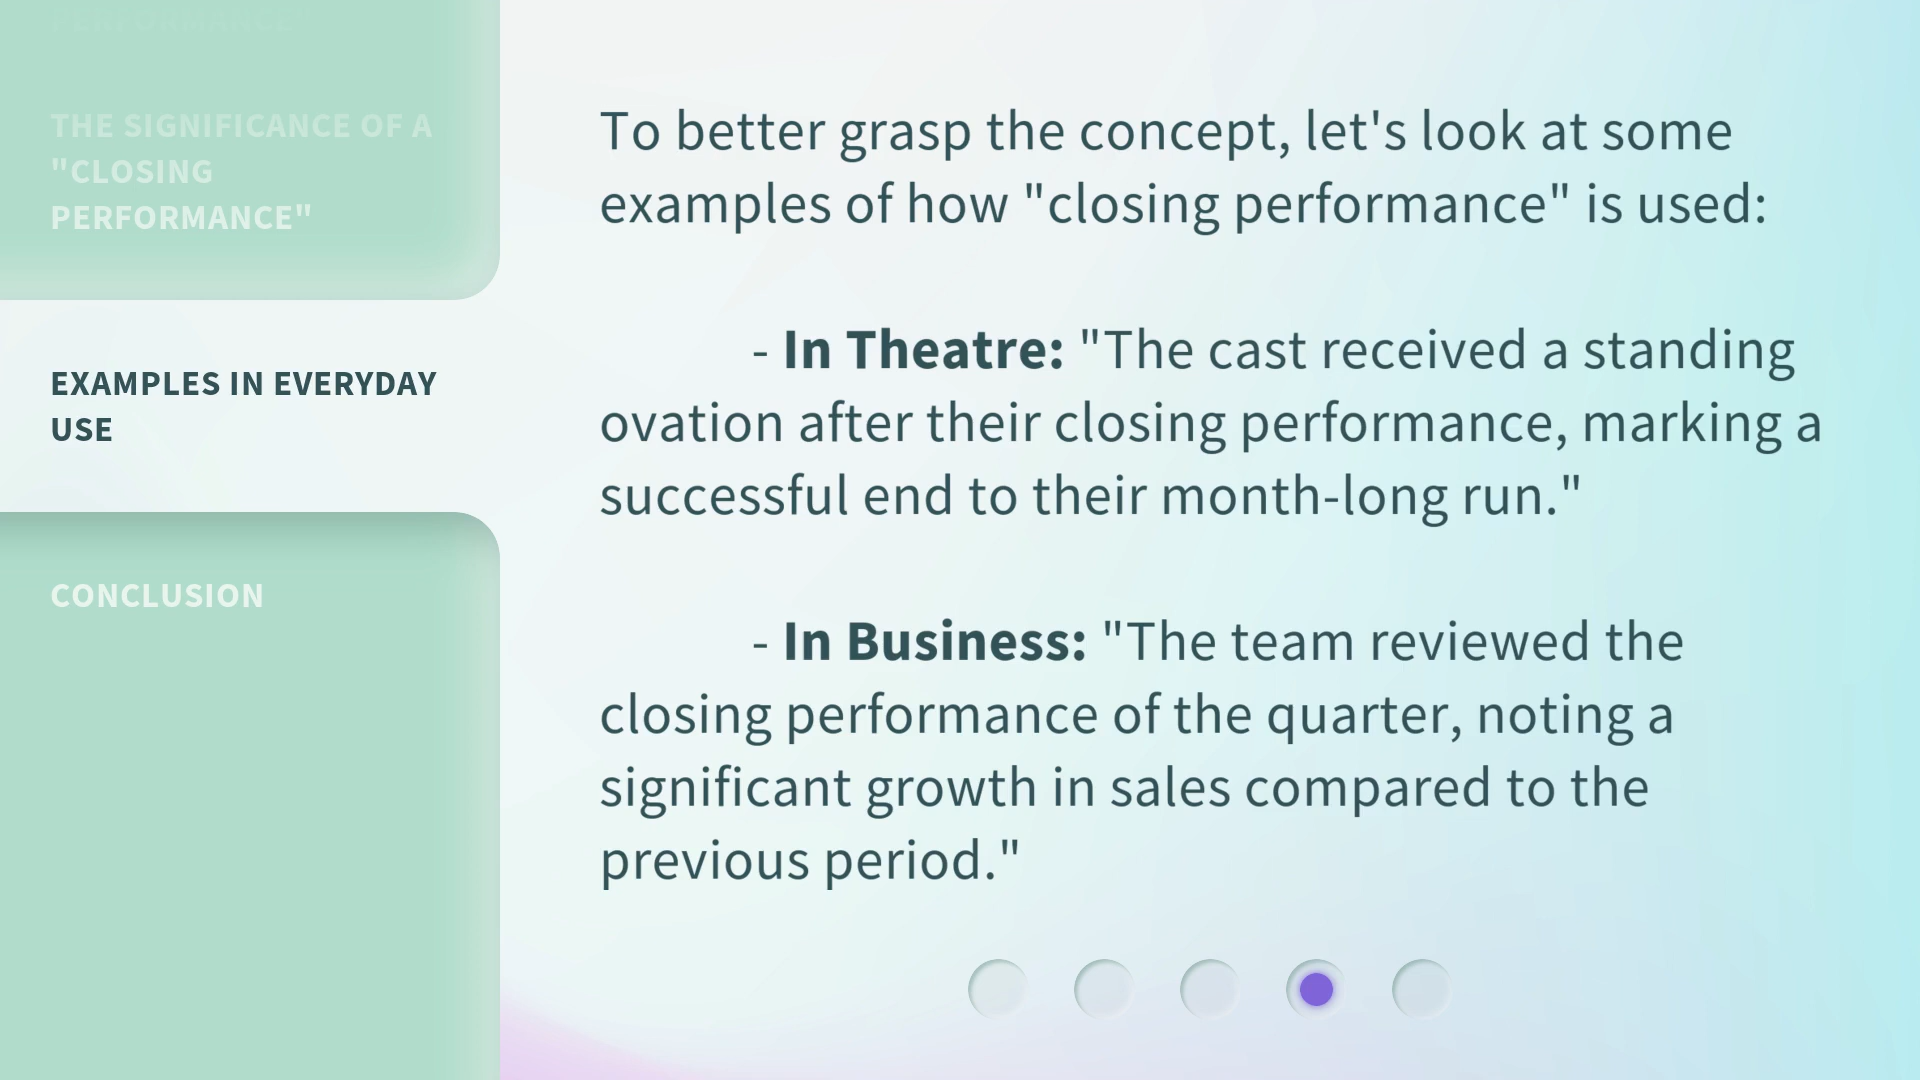 PERFORMANCE"
THE SIGNIFICANCE OF A
"CLOSING
PERFORMANCE"
EXAMPLES IN EVERYDAY
USE
CONCLUSION
To better grasp the concept, let's look at some
examples of how "closing performance" is used:
- In Theatre: "The cast received a standing
ovation after their closing performance, marking a
successful end to their month-long run."
- In Business: "The team reviewed the
closing performance of the quarter, noting a
significant growth in sales compared to the
previous period."